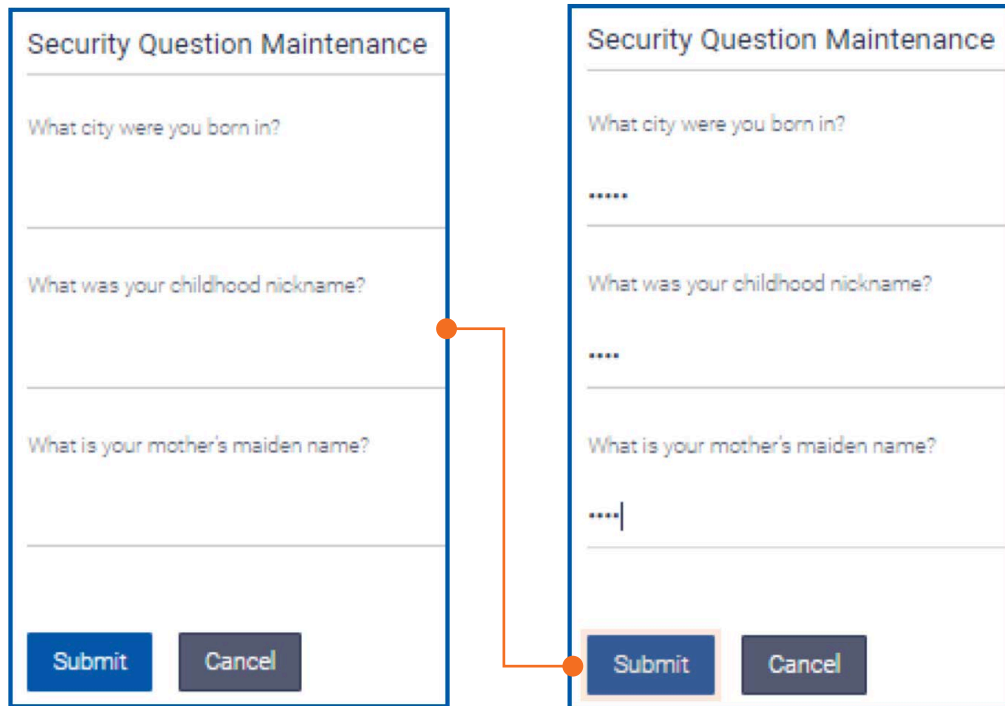 Security Question Maintenance
What city were you born in?
What was your childhood nickname?
What is your mother's maiden name?
Submit
Cancel
Security Question Maintenance
What city were you born in?
•••••
What was your childhood nickname?
••••
What is your mother's maiden name?
••••
Submit
Cancel